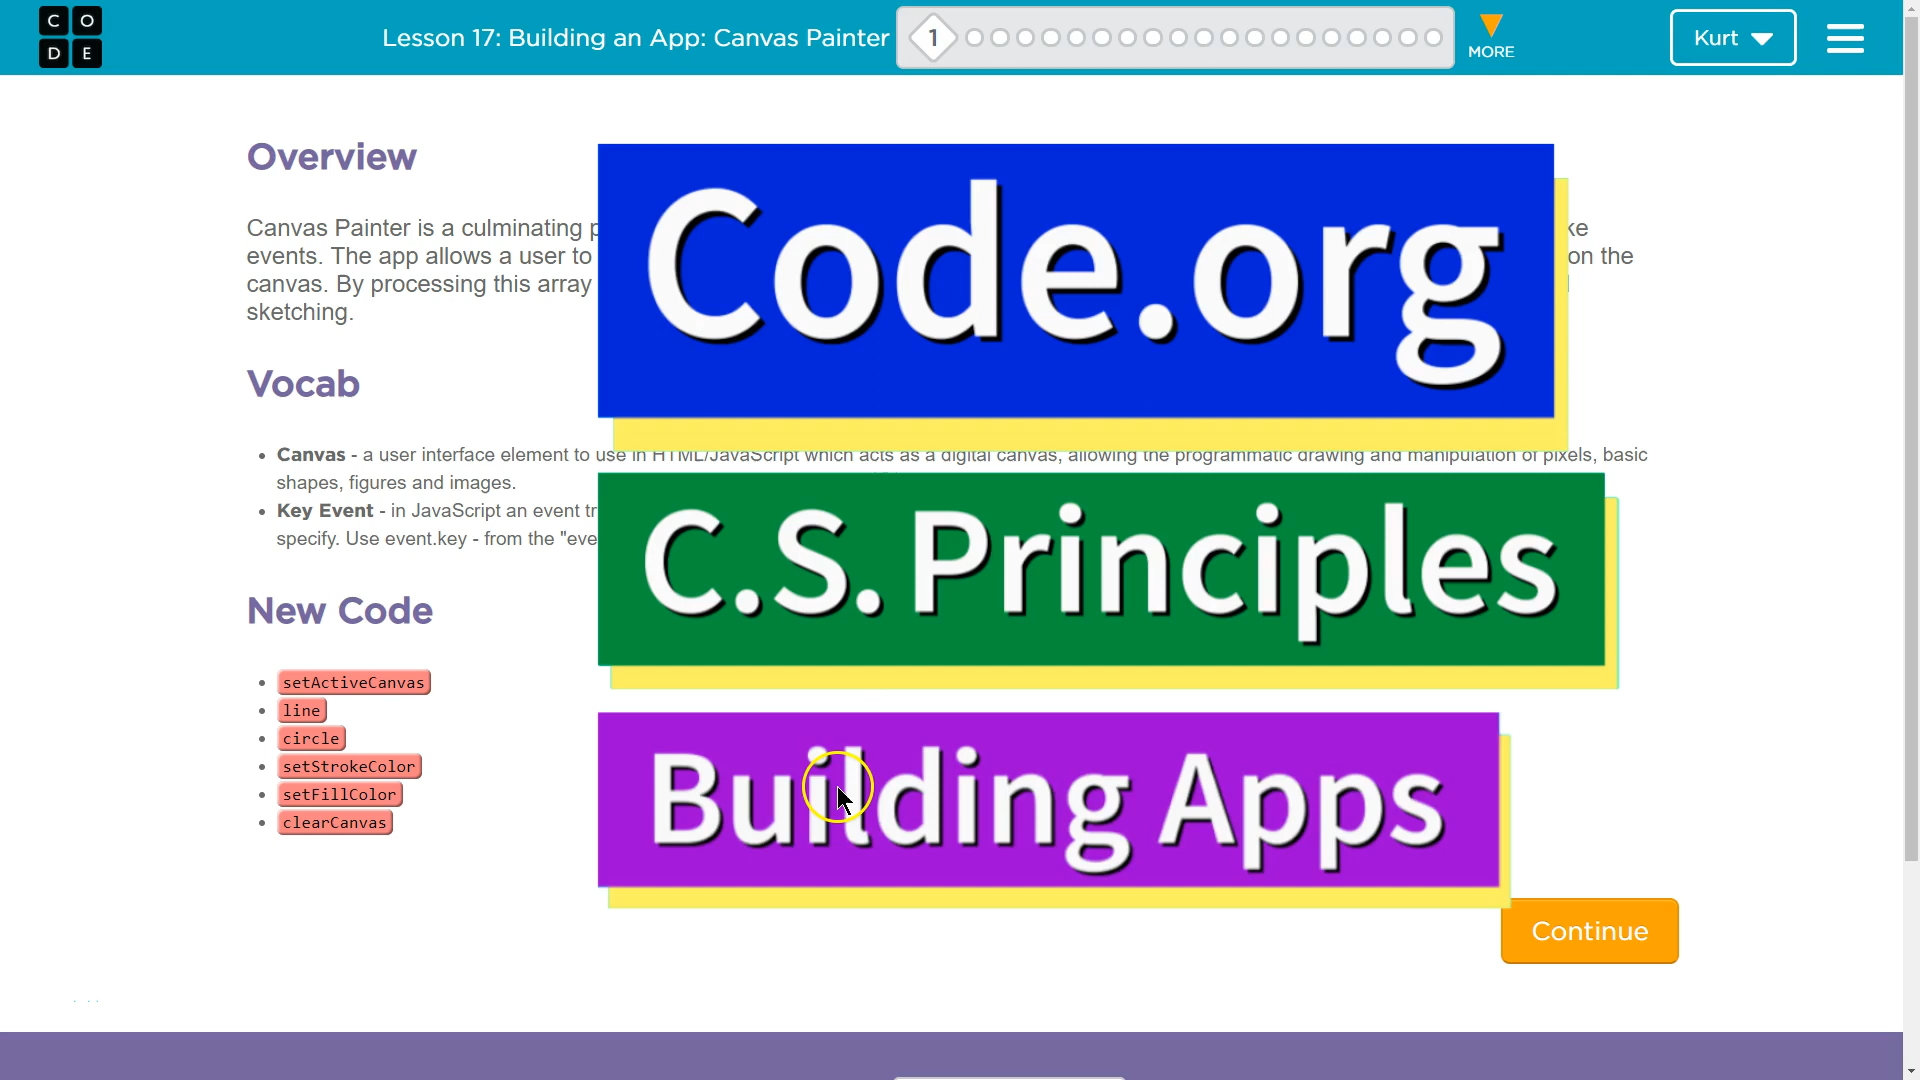 CODE
Lesson 17: Building an App: Canvas Painter
1
MORE
Kurt
Overview
Code.org
Canvas Painter is a culminating
events. The app allows a user to on the
canvas. By processing this array
sketching.
Vocab
Canvas - a user interface element to use in HTML/JavaScript which acts as a digital canvas, allowing the programmatic drawing and manipulation of pixels, basic
shapes, figures and images.
C.S. Principles
Key Event - in JavaScript an event
specify. Use event.key - from the
New Code
setActiveCanvas
line
circle
setStrokeColor
setFillColor
clearCanvas
Building Apps
Continue